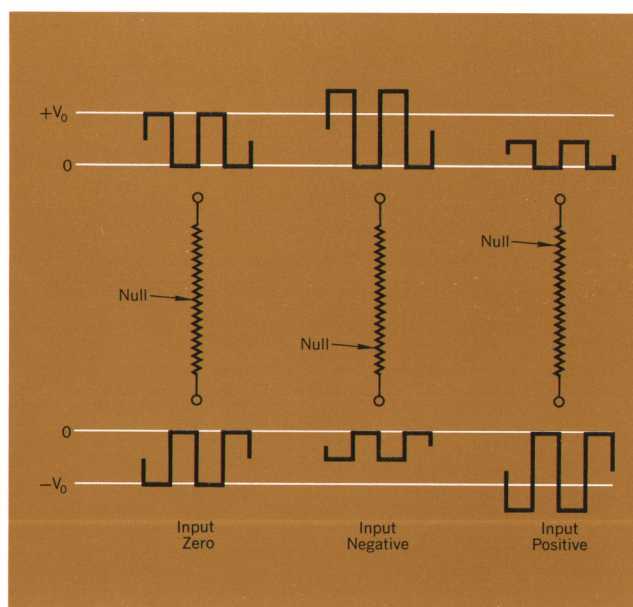 +V₀
0
Null
Null
Null
0
−V₀
Input
Zero
Input
Negative
Input
Positive